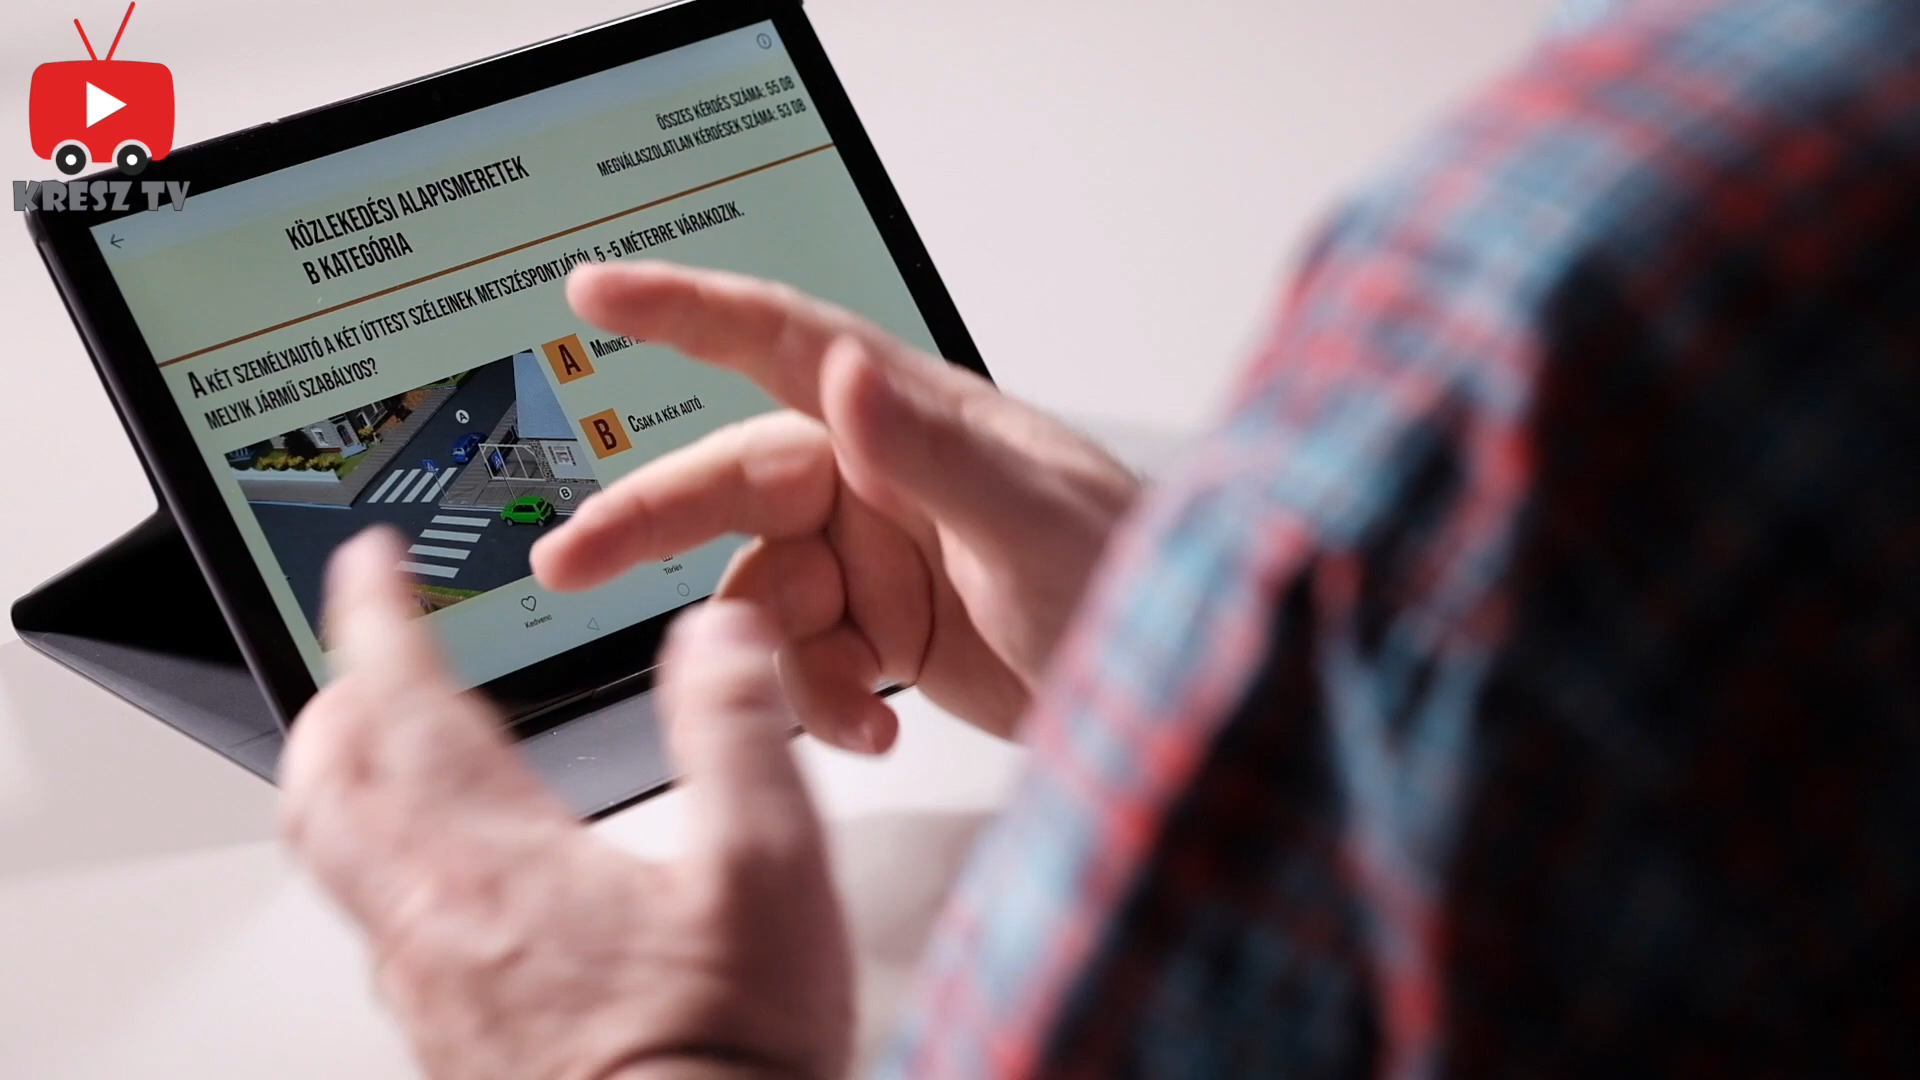 KRESZ TV
ÖSSZES KÉRDÉS SZÁMA: 55 DB
MEGVÁLASZOLATLAN KÉRDÉSEK SZÁMA: 53 DB
KÖZLEKEDÉSI ALAPISMERETEK
B KATEGÓRIA
A KÉT SZEMÉLYAUTÓ A KÉT ÚTTEST SZÉLEINEK METSZÉSPONTJÁTÓL 5 -5 MÉTERRE VÁRAKOZIK.
MELYIK JÁRMŰ SZABÁLYOS?
A
B
A MINDKÉT
B CSAK A KÉK AUTÓ.
Kedvenc
Törlés